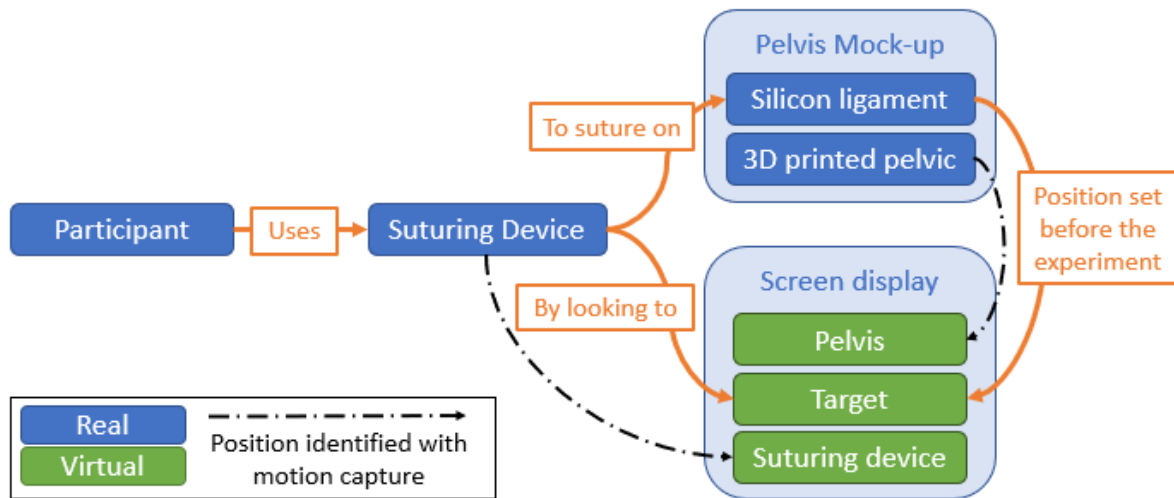 Pelvis Mock-up
Silicon ligament
3D printed pelvic
To suture on
Participant
Uses
Suturing Device
Position set
before the
experiment
By looking to
Screen display
Pelvis
Target
Suturing device
Real
Virtual
Position identified with
motion capture